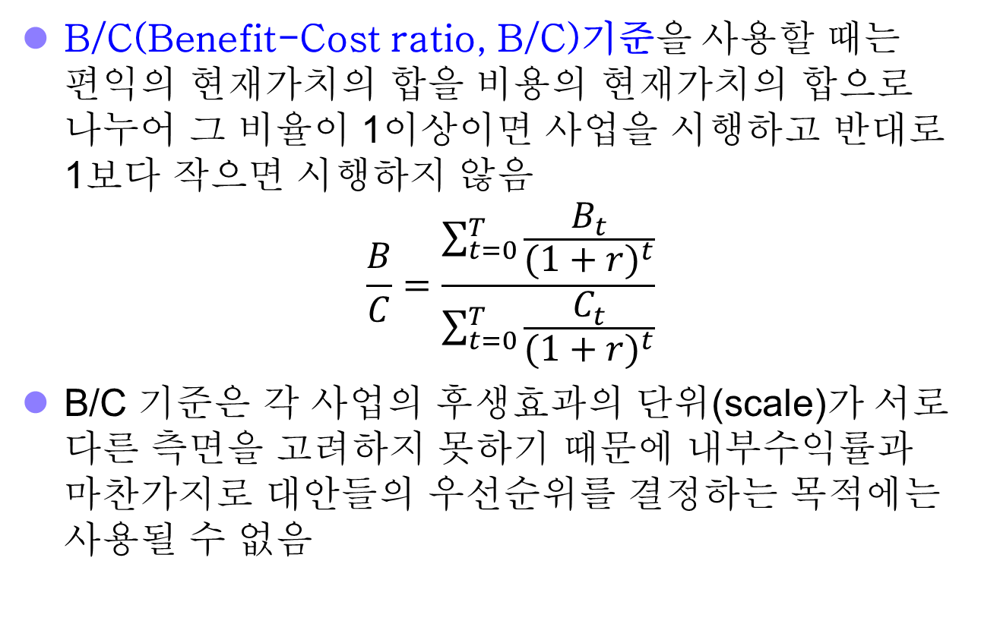 B/C(Benefit-Cost ratio, B/C)기준을 사용할 때는
편익의 현재가치의 합을 비용의 현재가치의 합으로
나누어 그 비율이 1이상이면 사업을 시행하고 반대로
1보다 작으면 시행하지 않음
$\frac{B}{C} = \frac{\sum_{t=0}^{T} \frac{B_t}{(1+r)^t}}{\sum_{t=0}^{T} \frac{C_t}{(1+r)^t}}$
B/C 기준은 각 사업의 후생효과의 단위(scale)가 서로
다른 측면을 고려하지 못하기 때문에 내부수익률과
마찬가지로 대안들의 우선순위를 결정하는 목적에는
사용될 수 없음